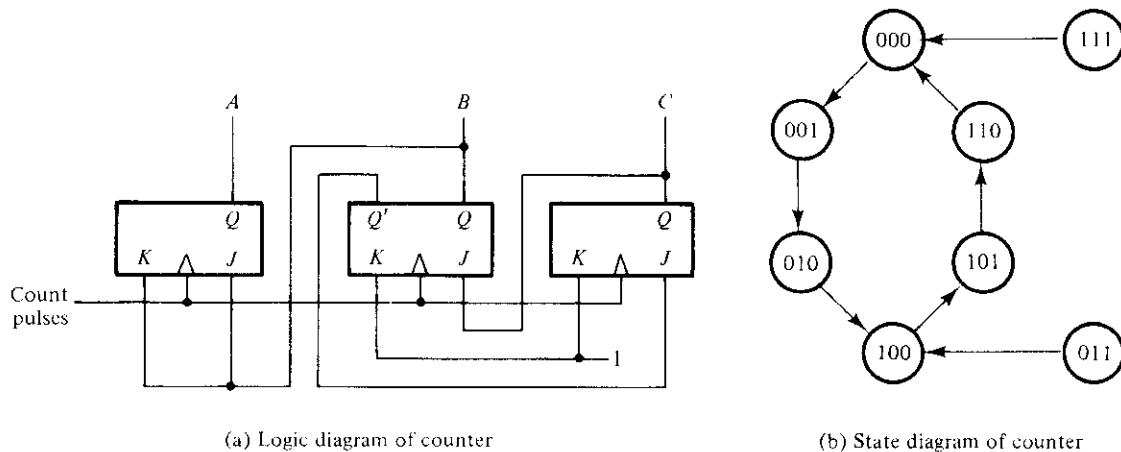 A B C
Q Q' Q Q
K J K J K J
Count
pulses
1
(a) Logic diagram of counter
000 111
001 110
010 101
100 011
(b) State diagram of counter